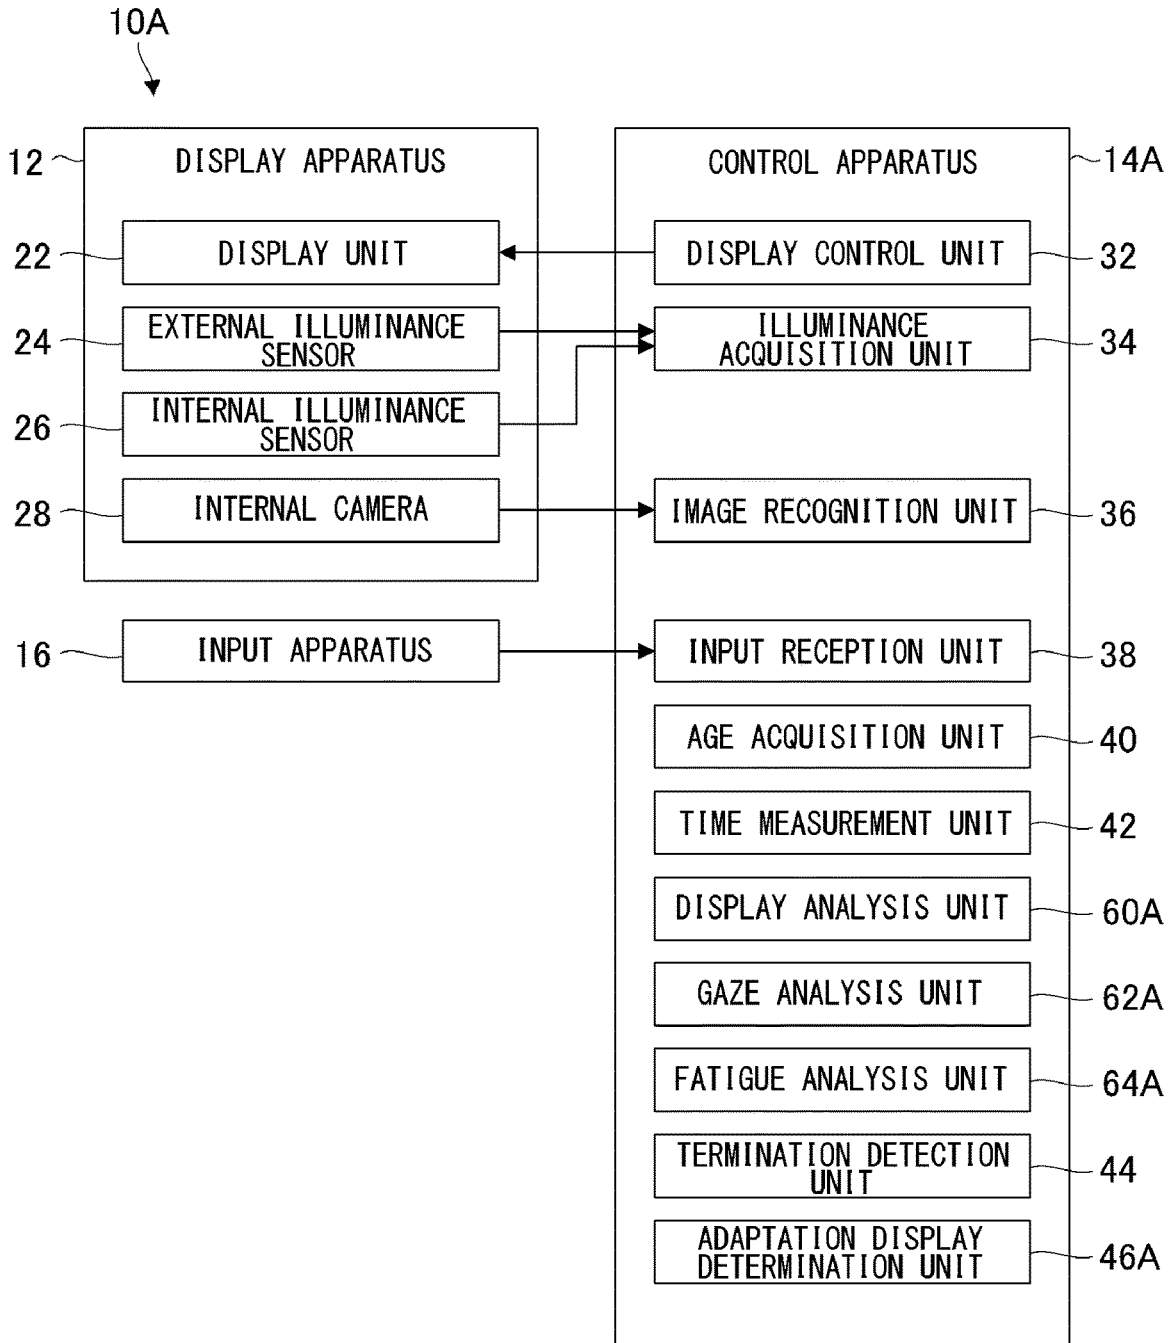 10A
12
DISPLAY APPARATUS
CONTROL APPARATUS
14A
22
DISPLAY UNIT
DISPLAY CONTROL UNIT
32
24
EXTERNAL ILLUMINANCE
SENSOR
ILLUMINANCE
ACQUISITION UNIT
34
26
INTERNAL ILLUMINANCE
SENSOR
28
INTERNAL CAMERA
IMAGE RECOGNITION UNIT
36
16
INPUT APPARATUS
INPUT RECEPTION UNIT
38
AGE ACQUISITION UNIT
40
TIME MEASUREMENT UNIT
42
DISPLAY ANALYSIS UNIT
60A
GAZE ANALYSIS UNIT
62A
FATIGUE ANALYSIS UNIT
64A
TERMINATION DETECTION
UNIT
44
ADAPTATION DISPLAY
DETERMINATION UNIT
46A